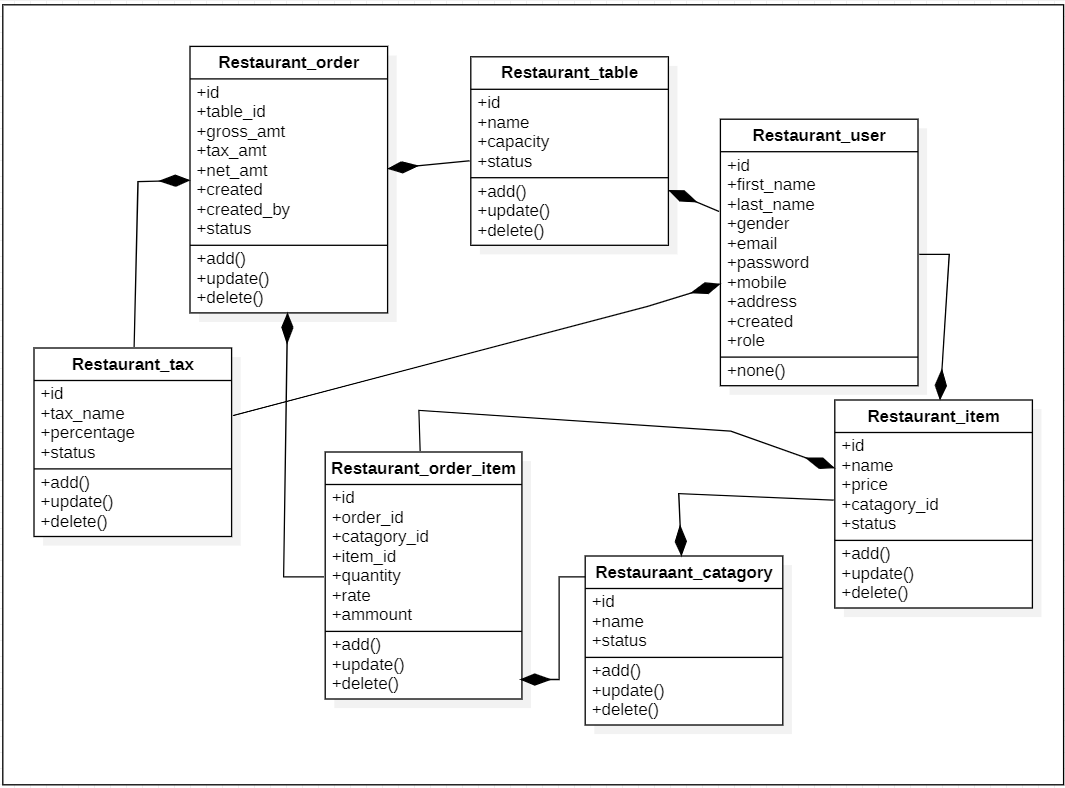 Restaurant_order
+id
+table_id
+gross_amt
+tax_amt
+net_amt
+created
+created_by
+status
+add()
+update()
+delete()
Restaurant_table
+id
+name
+capacity
+status
+add()
+update()
+delete()
Restaurant_user
+id
+first_name
+last_name
+gender
+email
+password
+mobile
+address
+created
+role
+none()
Restaurant_tax
+id
+tax_name
+percentage
+status
+add()
+update()
+delete()
Restaurant_order_item
+id
+order_id
+catagory_id
+item_id
+quantity
+rate
+ammount
+add()
+update()
+delete()
Restauraant_catagory
+id
+name
+status
+add()
+update()
+delete()
Restaurant_item
+id
+name
+price
+catagory_id
+status
+add()
+update()
+delete()